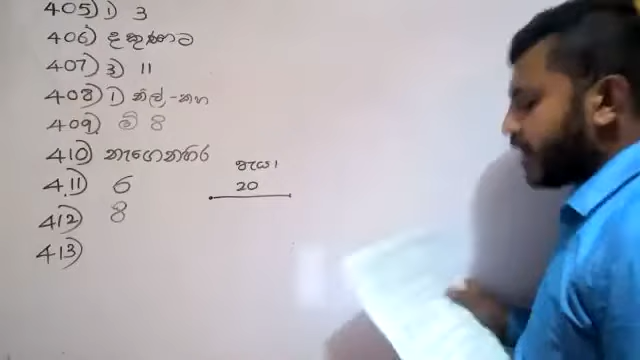 405) 1) 3
406) දකුණට
407) 3) 11
408) 1) නිල් - කහ
409) මී 8
410) නැගෙනහිර
411) 6
412) 8
413)
පැය 1
20